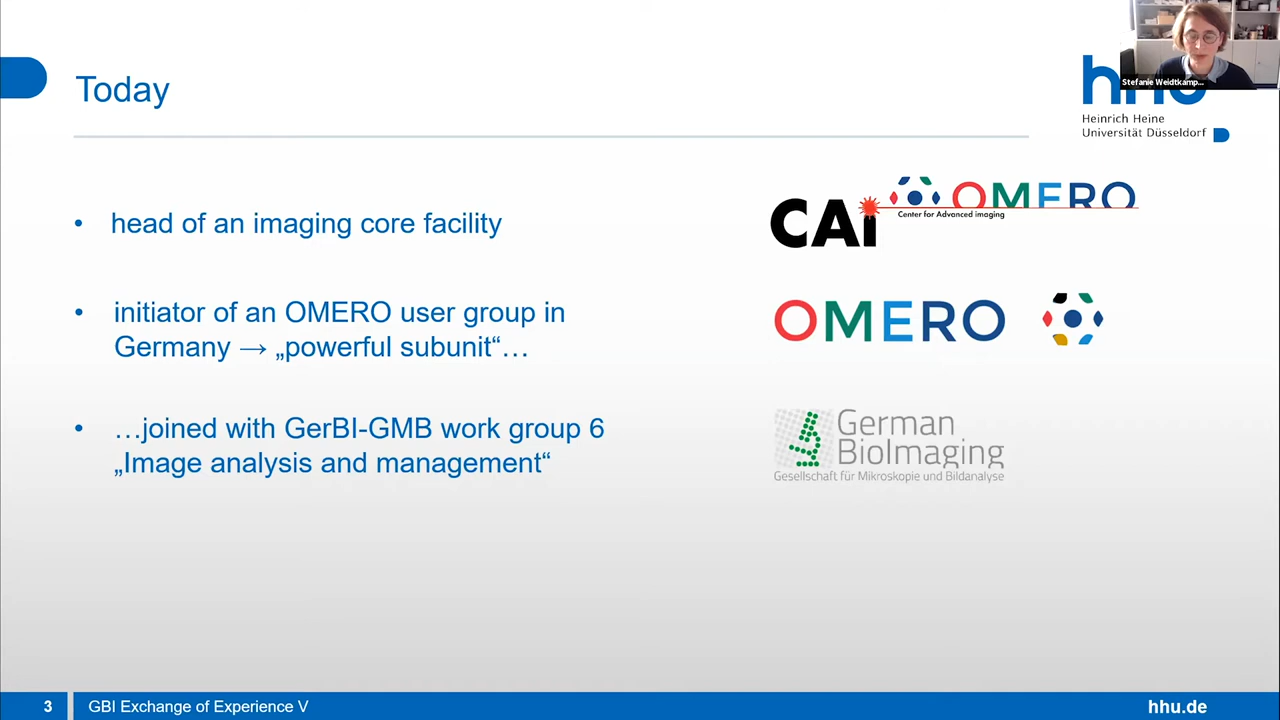 Today
Stefanie Weidtkamp...
hhu
Heinrich Heine
Universität Düsseldorf
• head of an imaging core facility
CAi
OMERO
Center for Advanced imaging
• initiator of an OMERO user group in
Germany → „powerful subunit“…
OMERO
• …joined with GerBI-GMB work group 6
„Image analysis and management“
German
BioImaging
Gesellschaft für Mikroskopie und Bildanalyse
3
GBI Exchange of Experience V
hhu.de